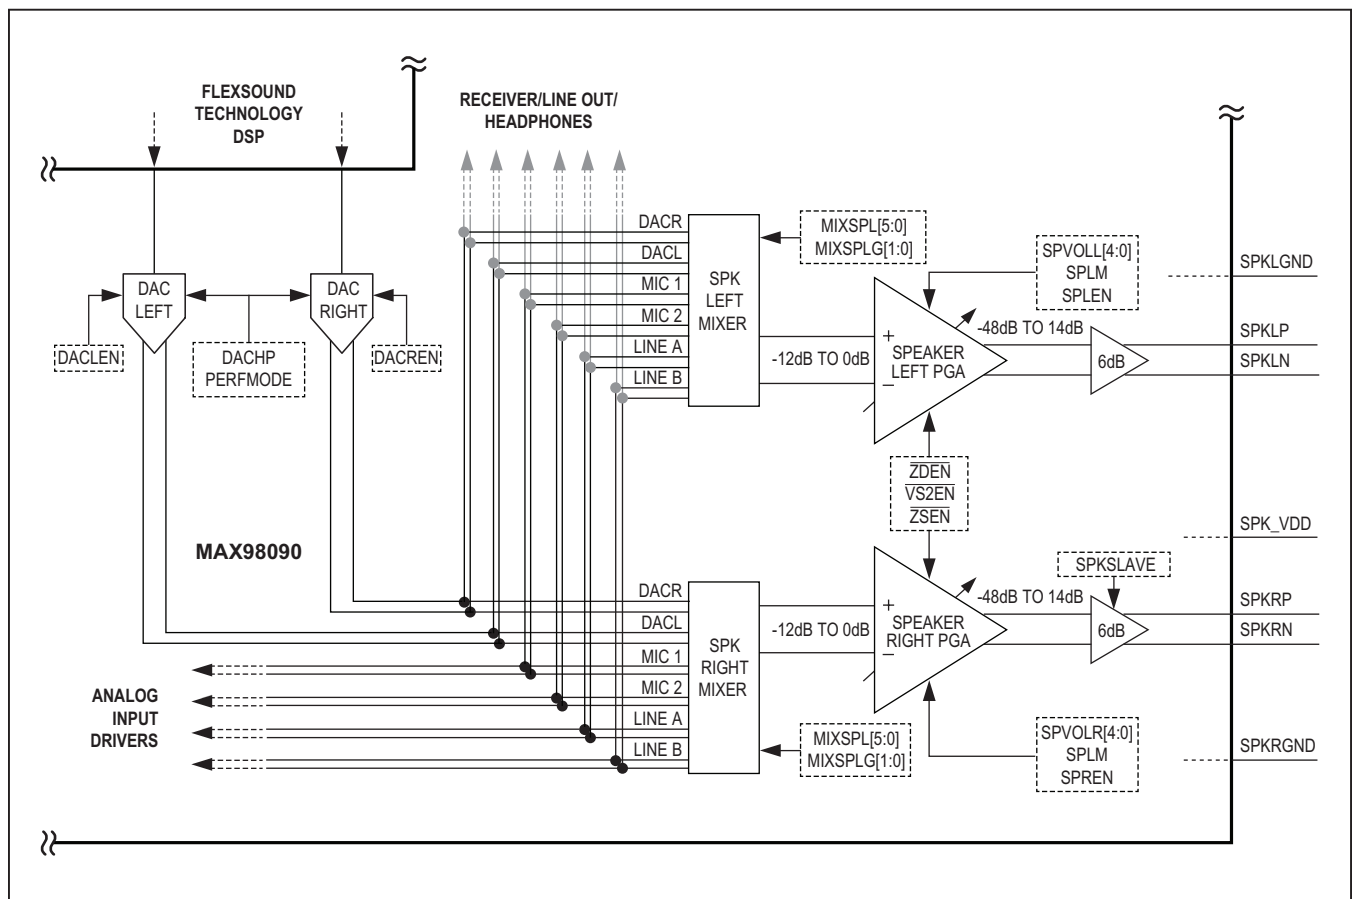 FLEXSOUND
TECHNOLOGY
DSP
RECEIVER/LINE OUT/
HEADPHONES
DAC
LEFT
DAC
RIGHT
DACLEN
DACHP
PERFMODE
DACREN
DACR
DACL
MIC 1
MIC 2
LINE A
LINE B
SPK
LEFT
MIXER
MIXSPL[5:0]
MIXSPLG[1:0]
-12dB TO 0dB
+
−
SPEAKER
LEFT PGA
SPVOLL[4:0]
SPLM
SPLEN
-48dB TO 14dB
6dB
SPKLGND
SPKLP
SPKLN
ZDEN
VS2EN
ZSEN
MAX98090
SPK_VDD
SPKSLAVE
DACR
DACL
MIC 1
MIC 2
LINE A
LINE B
SPK
RIGHT
MIXER
-12dB TO 0dB
+
−
SPEAKER
RIGHT PGA
-48dB TO 14dB
6dB
SPKRP
SPKRN
ANALOG
INPUT
DRIVERS
MIXSPL[5:0]
MIXSPLG[1:0]
SPVOLR[4:0]
SPLM
SPREN
SPKRGND